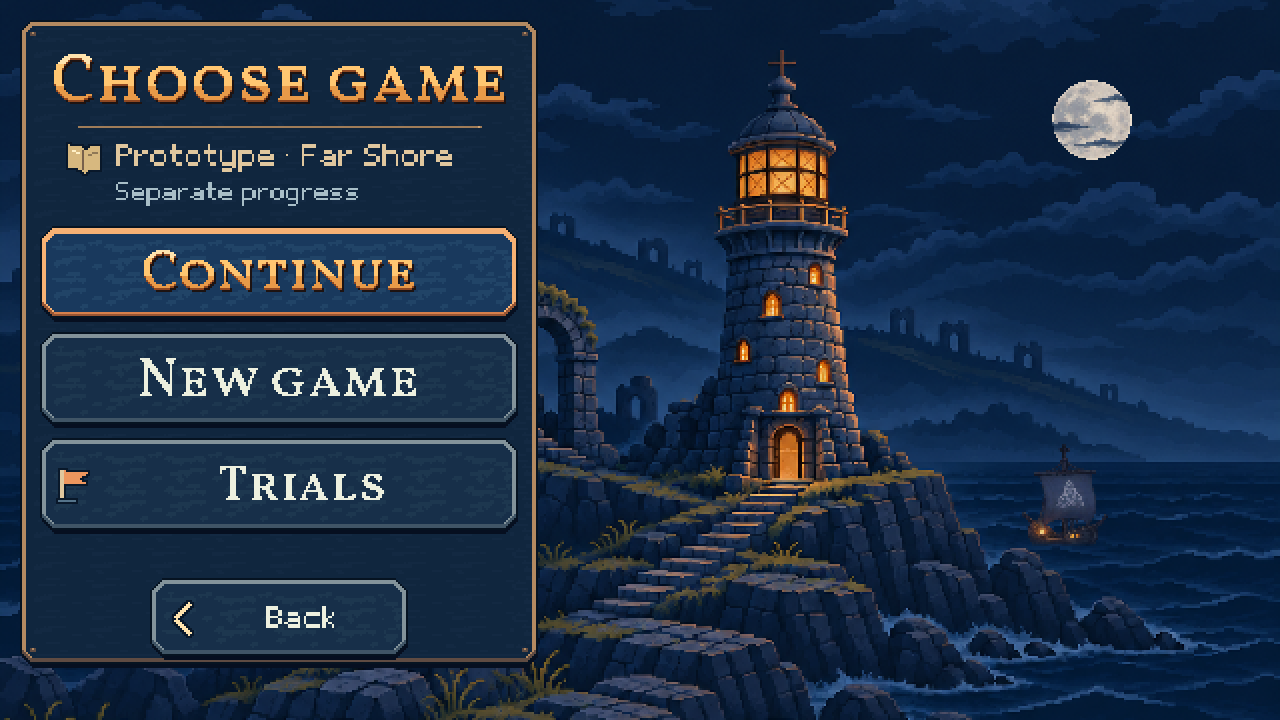 Choose game
Prototype · Far Shore
Separate progress
Continue
New game
Trials
Back